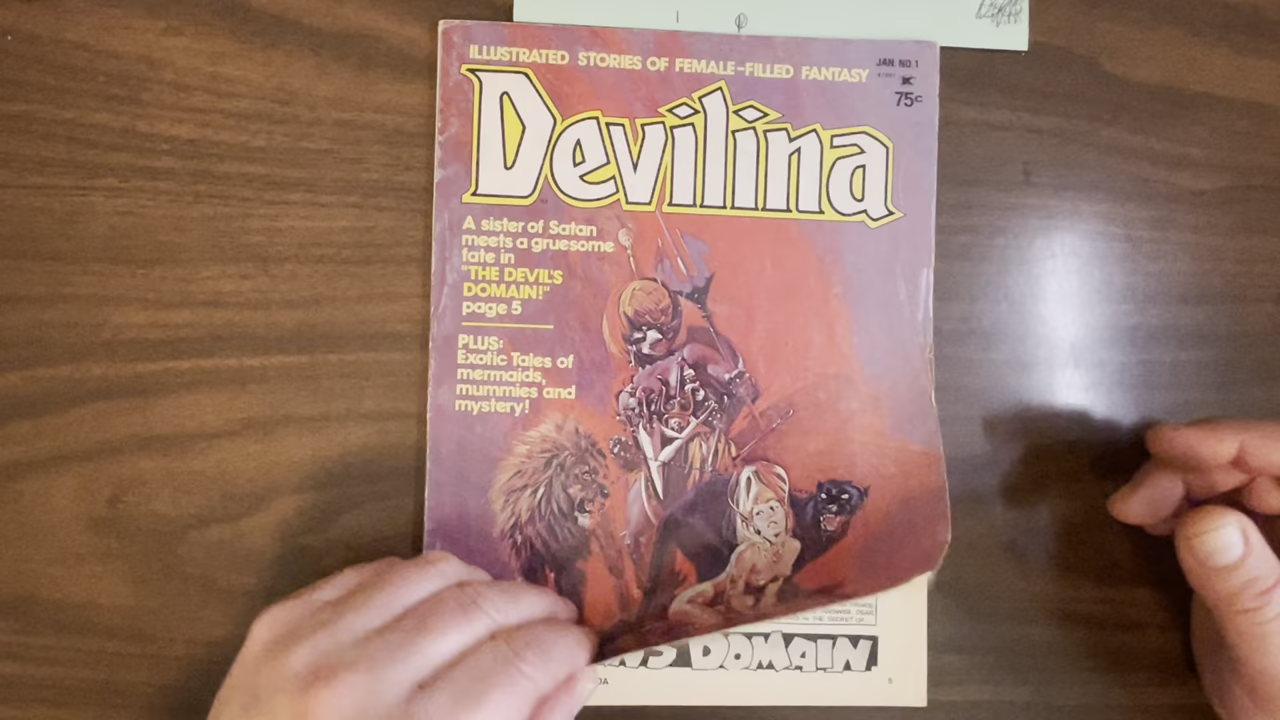 ILLUSTRATED STORIES OF FEMALE-FILLED FANTASY
JAN. NO. 1
75c
Devilina
A sister of Satan
meets a gruesome
fate in
"THE DEVIL'S
DOMAIN!"
page 5
PLUS:
Exotic Tales of
mermaids,
mummies and
mystery!
DOMAIN